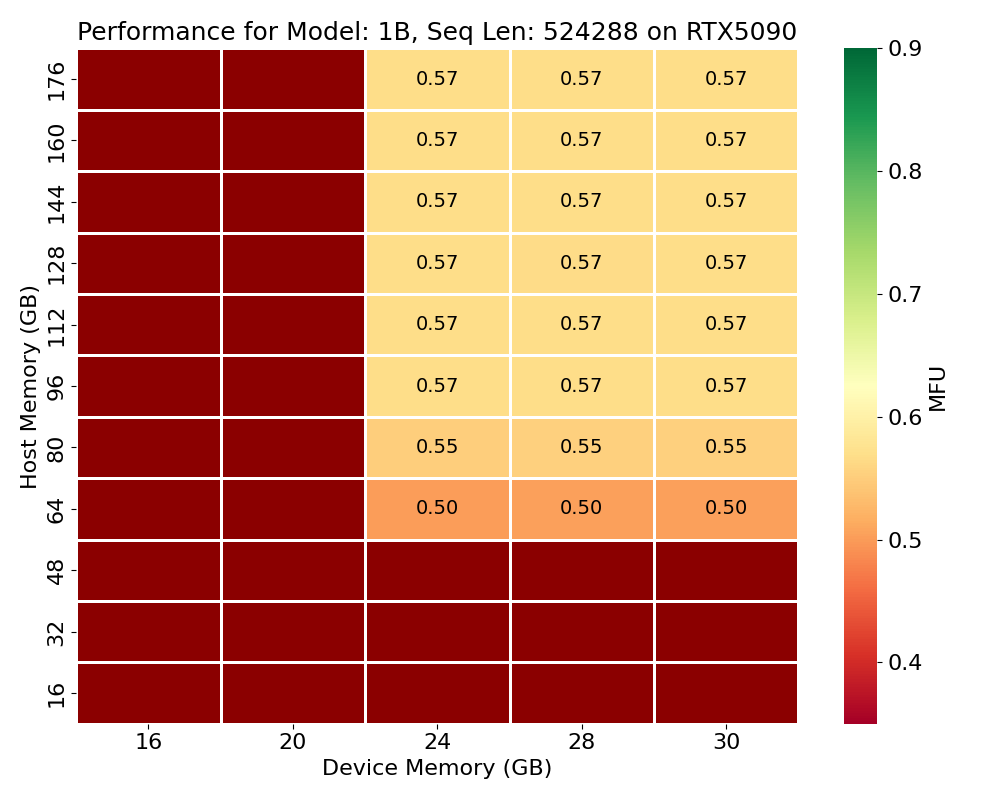 Performance for Model: 1B, Seq Len: 524288 on RTX5090
Host Memory (GB)
176 0.57 0.57 0.57
160 0.57 0.57 0.57
144 0.57 0.57 0.57
128 0.57 0.57 0.57
112 0.57 0.57 0.57
96 0.57 0.57 0.57
80 0.55 0.55 0.55
64 0.50 0.50 0.50
48
32
16
16 20 24 28 30
Device Memory (GB)
0.9
0.8
0.7
0.6
0.5
0.4
MFU